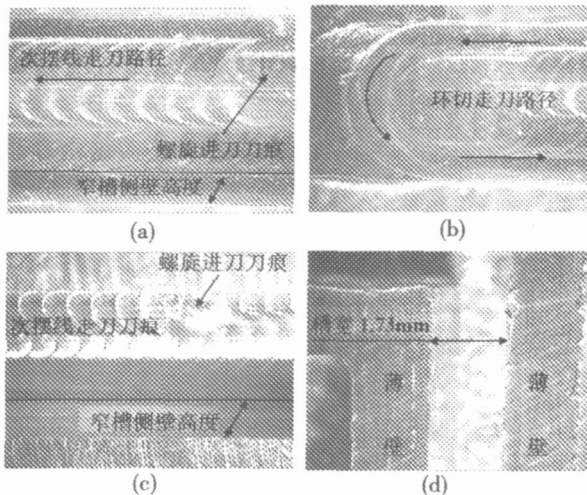 次摆线走刀路径
螺旋进刀刀痕
窄槽侧壁高度
(a)
环切走刀路径
(b)
螺旋进刀刀痕
次摆线走刀刀痕
窄槽侧壁高度
(c)
槽宽 1.73mm
薄壁
薄壁
(d)